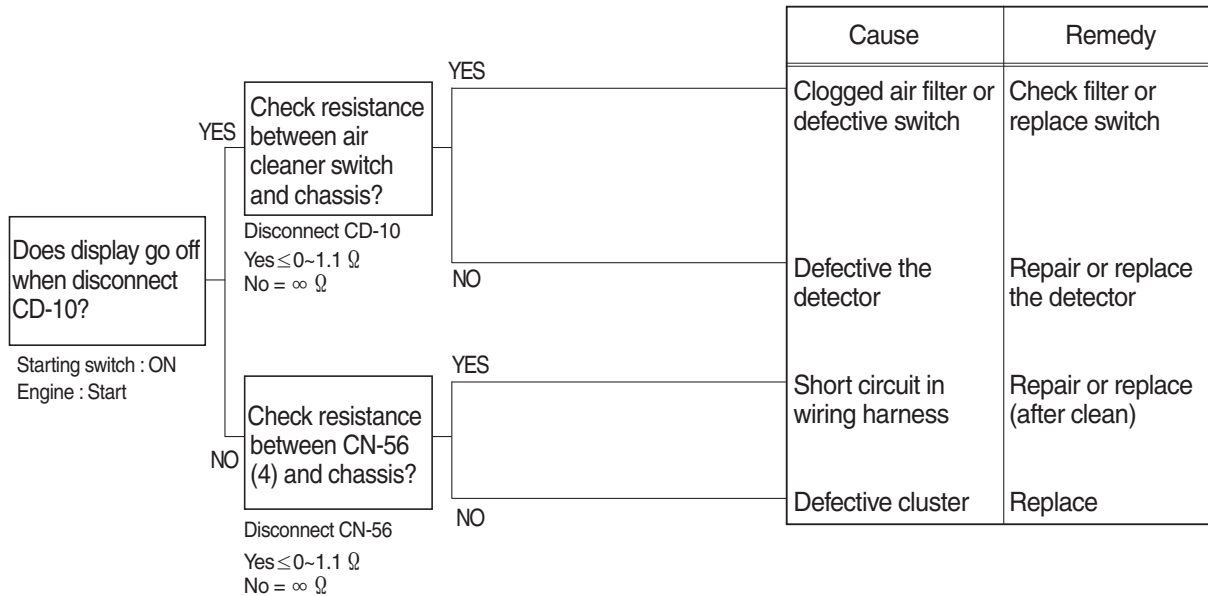 Does display go off
when disconnect
CD-10?
Starting switch : ON
Engine : Start
YES
Check resistance
between air
cleaner switch
and chassis?
Disconnect CD-10
Yes≤0~1.1 Ω
No = ∞ Ω
YES
NO
NO
Check resistance
between CN-56
(4) and chassis?
Disconnect CN-56
Yes≤0~1.1 Ω
No = ∞ Ω
YES
NO
Cause Remedy
Clogged air filter or Check filter or
defective switch replace switch
Defective the Repair or replace
detector the detector
Short circuit in Repair or replace
wiring harness (after clean)
Defective cluster Replace